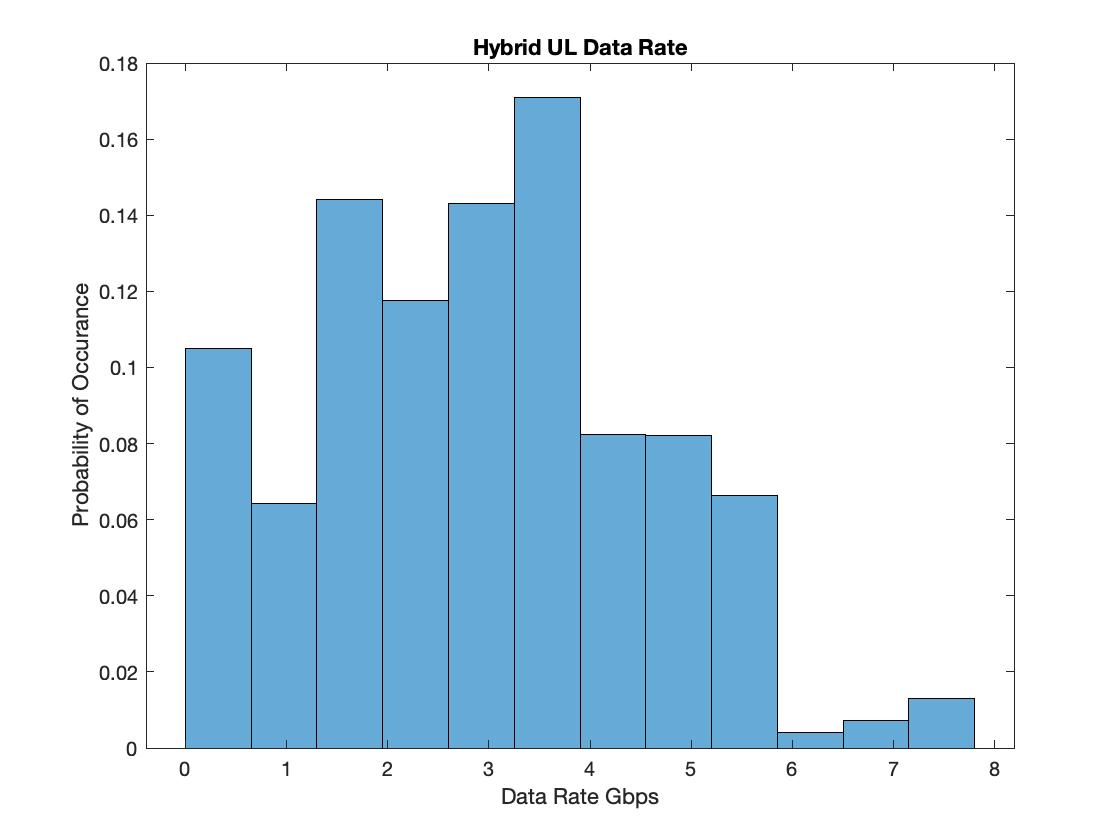 Hybrid UL Data Rate
0.18
0.16
0.14
0.12
0.1
0.08
0.06
0.04
0.02
0
Probability of Occurance
0 1 2 3 4 5 6 7 8
Data Rate Gbps